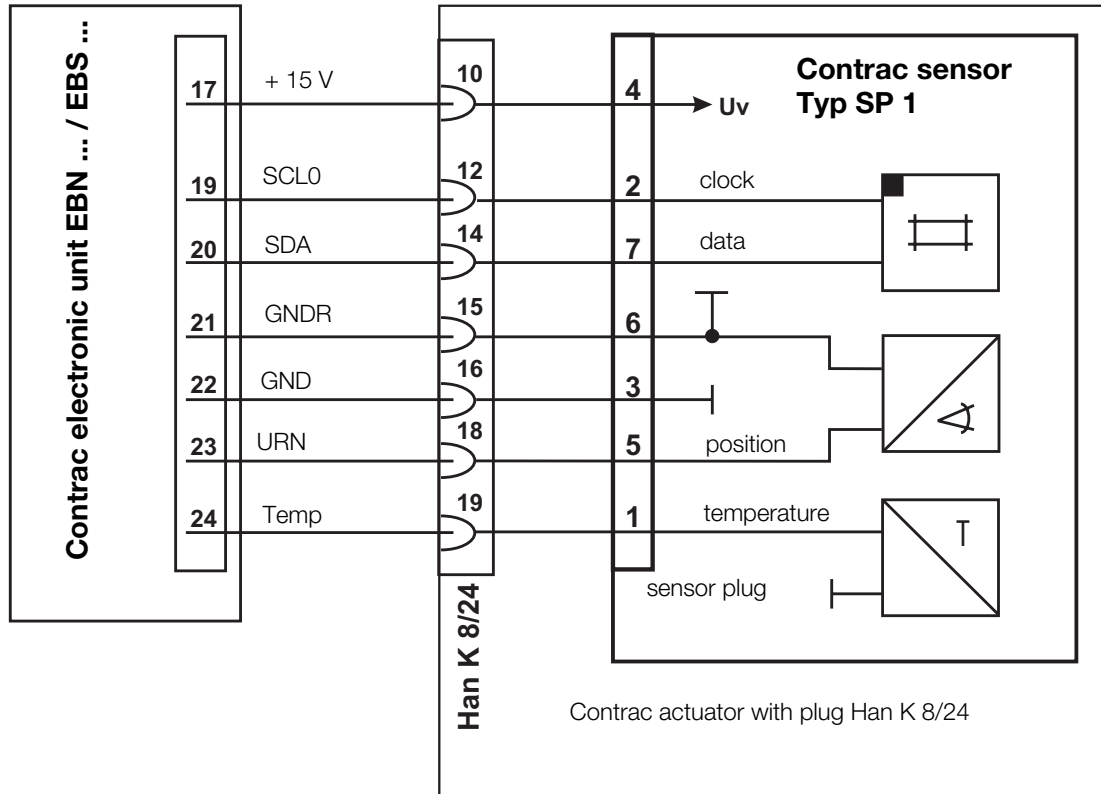 Contrac electronic unit EBN ... / EBS ...
17
+ 15 V
10
4
Uv
Contrac sensor
Typ SP 1
19
SCL0
12
2
clock
20
SDA
14
7
data
21
GNDR
15
6
22
GND
16
3
23
URN
18
5
position
24
Temp
19
1
temperature
T
sensor plug
Han K 8/24
Contrac actuator with plug Han K 8/24